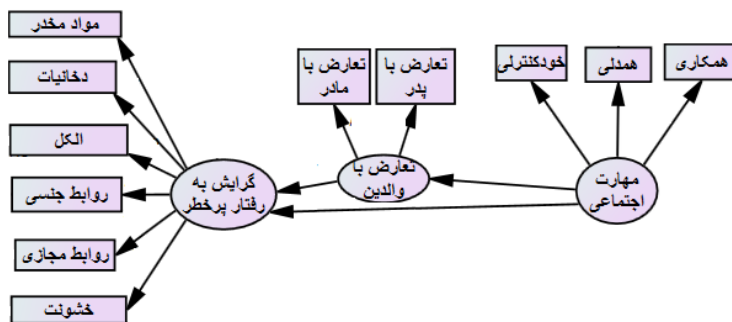 همکاری
همدلی
خودکنترلی
تعارض با
پدر
تعارض با
مادر
مواد مخدر
دخانیات
الکل
روابط جنسی
روابط مجازی
خشونت
مهارت
اجتماعی
تعارض با
والدین
گرایش به
رفتار پرخطر